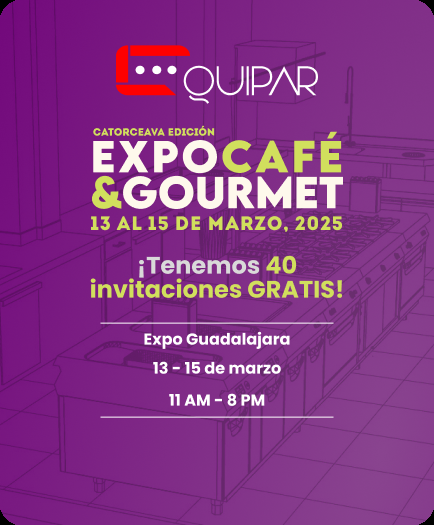 EQUIPAR
CATORCEAVA EDICIÓN
EXPOCAFÉ
&GOURMET
13 AL 15 DE MARZO, 2025
¡Tenemos 40
invitaciones GRATIS!
Expo Guadalajara
13 - 15 de marzo
11 AM - 8 PM